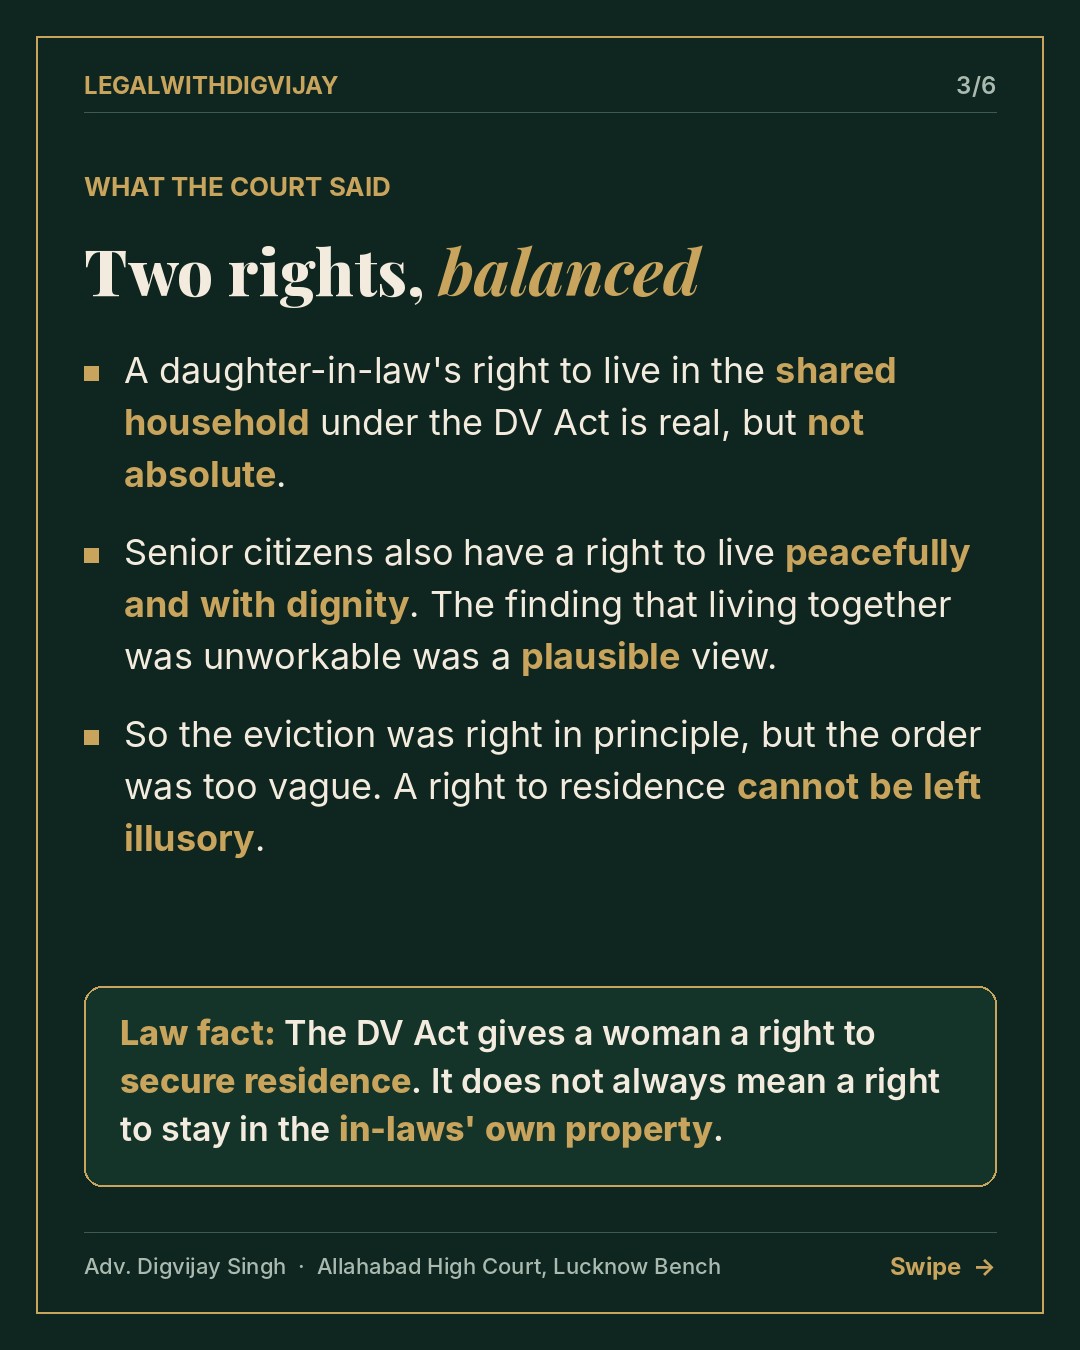 LEGALWITHDIGVIJAY
3/6
WHAT THE COURT SAID
Two rights, balanced
A daughter-in-law's right to live in the shared
household under the DV Act is real, but not
absolute.
Senior citizens also have a right to live peacefully
and with dignity. The finding that living together
was unworkable was a plausible view.
So the eviction was right in principle, but the order
was too vague. A right to residence cannot be left
illusory.
Law fact: The DV Act gives a woman a right to
secure residence. It does not always mean a right
to stay in the in-laws' own property.
Adv. Digvijay Singh · Allahabad High Court, Lucknow Bench
Swipe →